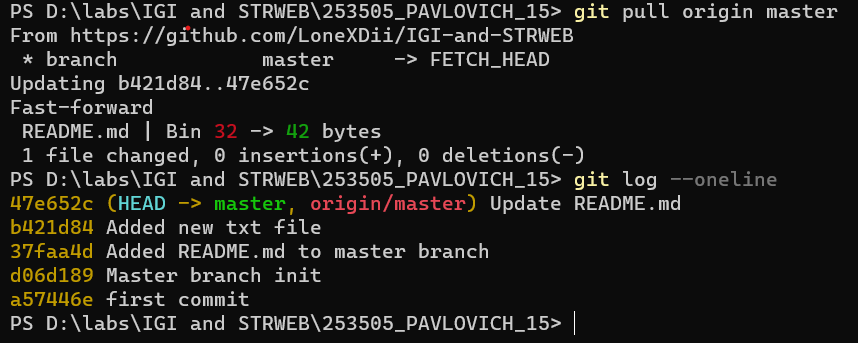 PS D:\labs\IGI and STRWEB\253505_PAVLOVICH_15> git pull origin master
From https://github.com/LoneXDii/IGI-and-STRWEB
 * branch            master     -> FETCH_HEAD
Updating b421d84..47e652c
Fast-forward
 README.md | Bin 32 -> 42 bytes
 1 file changed, 0 insertions(+), 0 deletions(-)
PS D:\labs\IGI and STRWEB\253505_PAVLOVICH_15> git log --oneline
47e652c (HEAD -> master, origin/master) Update README.md
b421d84 Added new txt file
37faa4d Added README.md to master branch
d06d189 Master branch init
a57446e first commit
PS D:\labs\IGI and STRWEB\253505_PAVLOVICH_15>